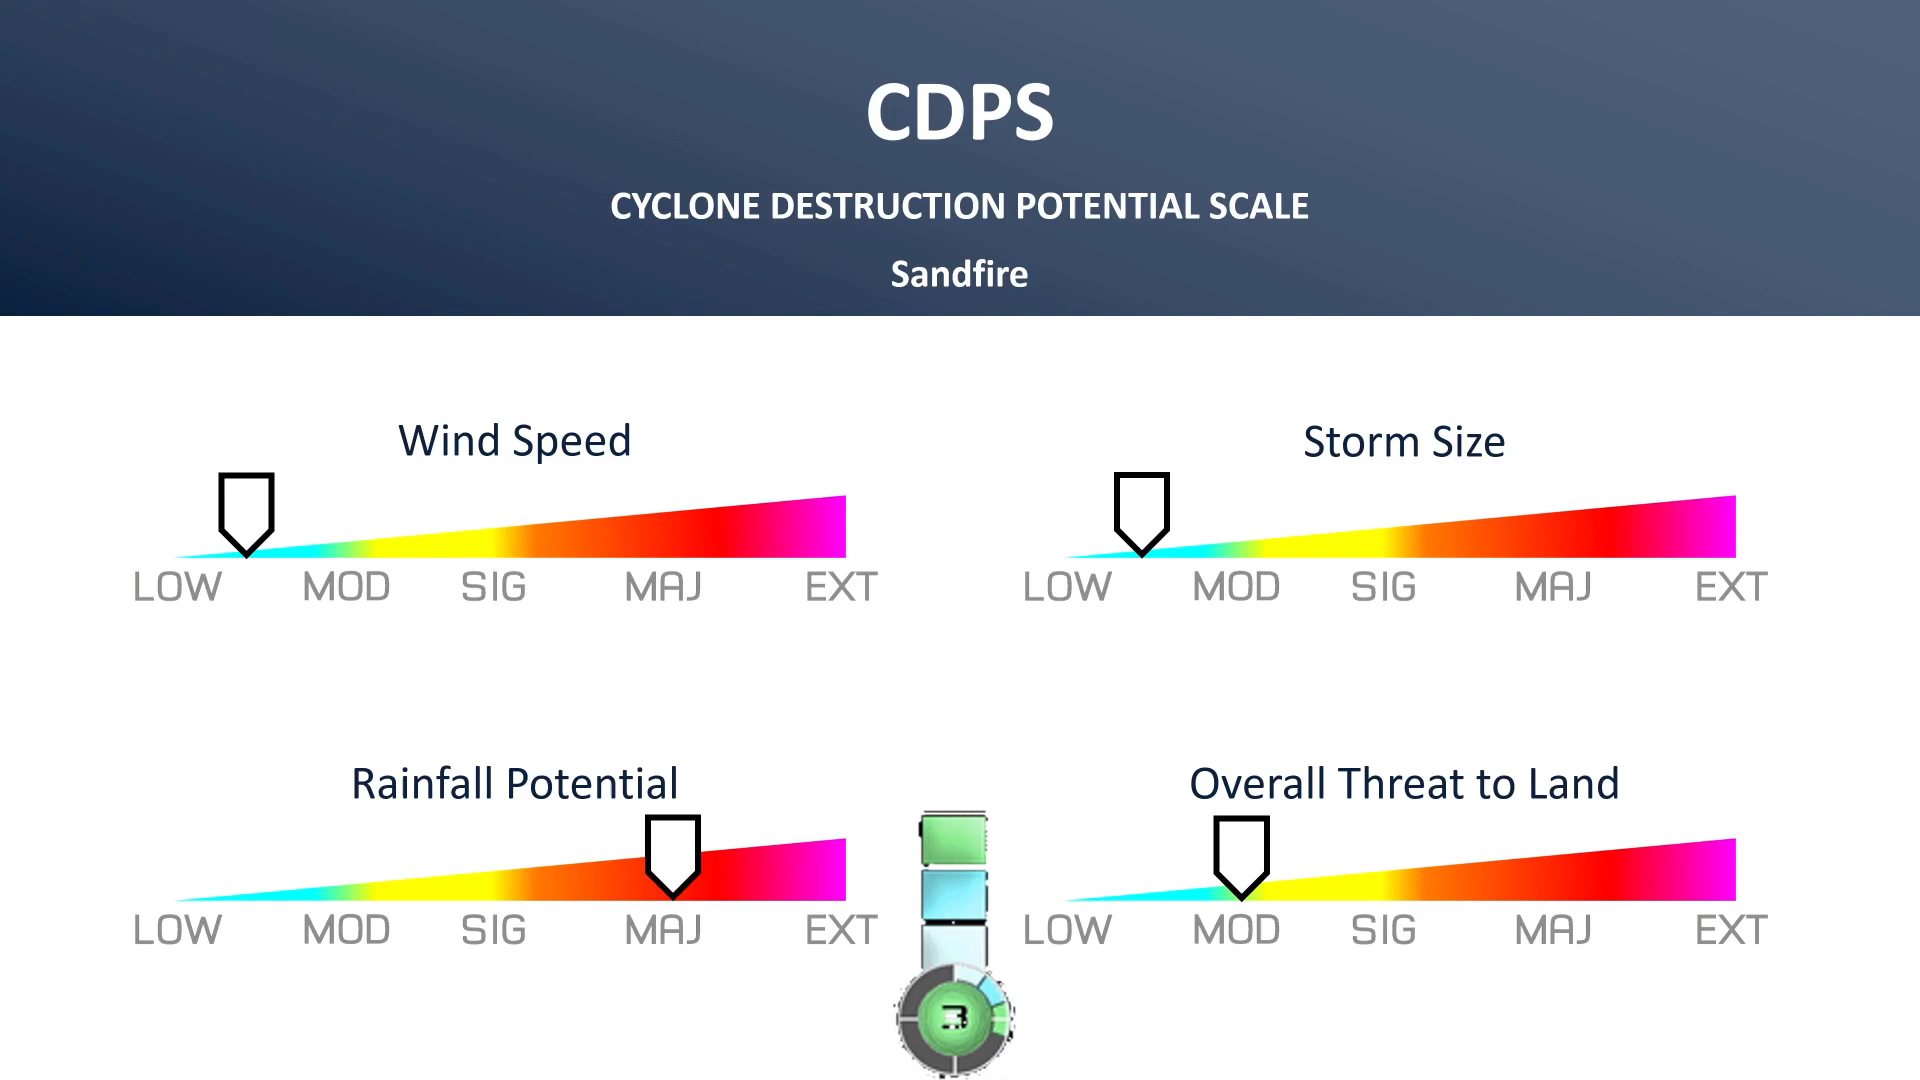 CDPS
CYCLONE DESTRUCTION POTENTIAL SCALE
Sandfire
Wind Speed
LOW MOD SIG MAJ EXT
Storm Size
LOW MOD SIG MAJ EXT
Rainfall Potential
LOW MOD SIG MAJ EXT
Overall Threat to Land
LOW MOD SIG MAJ EXT
3